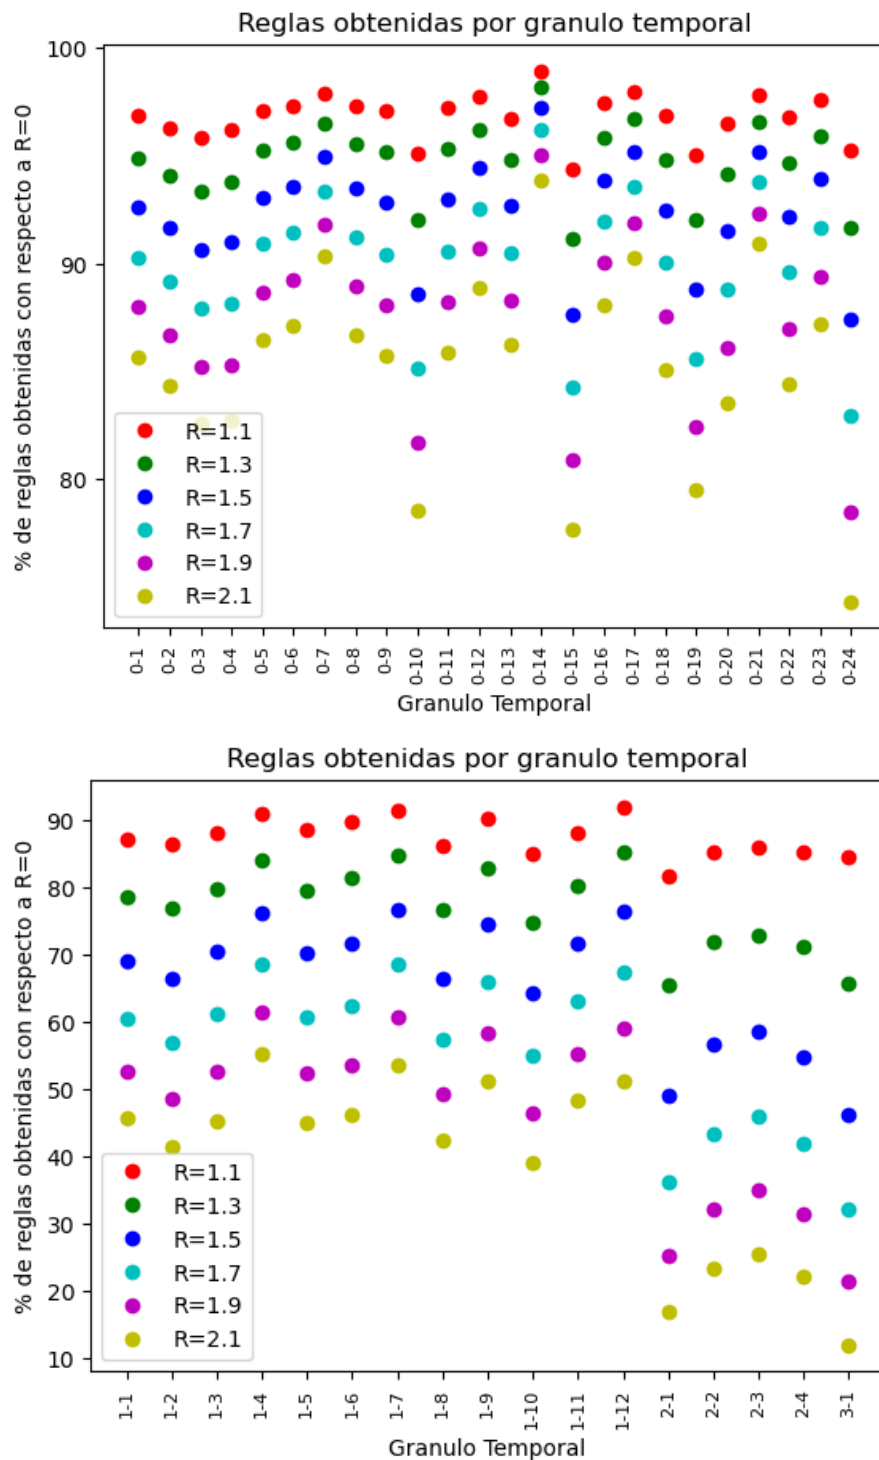 Reglas obtenidas por granulo temporal
% de reglas obtenidas con respecto a R=0
100
90
80
R=1.1
R=1.3
R=1.5
R=1.7
R=1.9
R=2.1
0-1 0-2 0-3 0-4 0-5 0-6 0-7 0-8 0-9 0-10 0-11 0-12 0-13 0-14 0-15 0-16 0-17 0-18 0-19 0-20 0-21 0-22 0-23 0-24
Granulo Temporal
Reglas obtenidas por granulo temporal
% de reglas obtenidas con respecto a R=0
90
80
70
60
50
40
30
20
10
R=1.1
R=1.3
R=1.5
R=1.7
R=1.9
R=2.1
1-1 1-2 1-3 1-4 1-5 1-6 1-7 1-8 1-9 1-10 1-11 1-12 2-1 2-2 2-3 2-4 3-1
Granulo Temporal